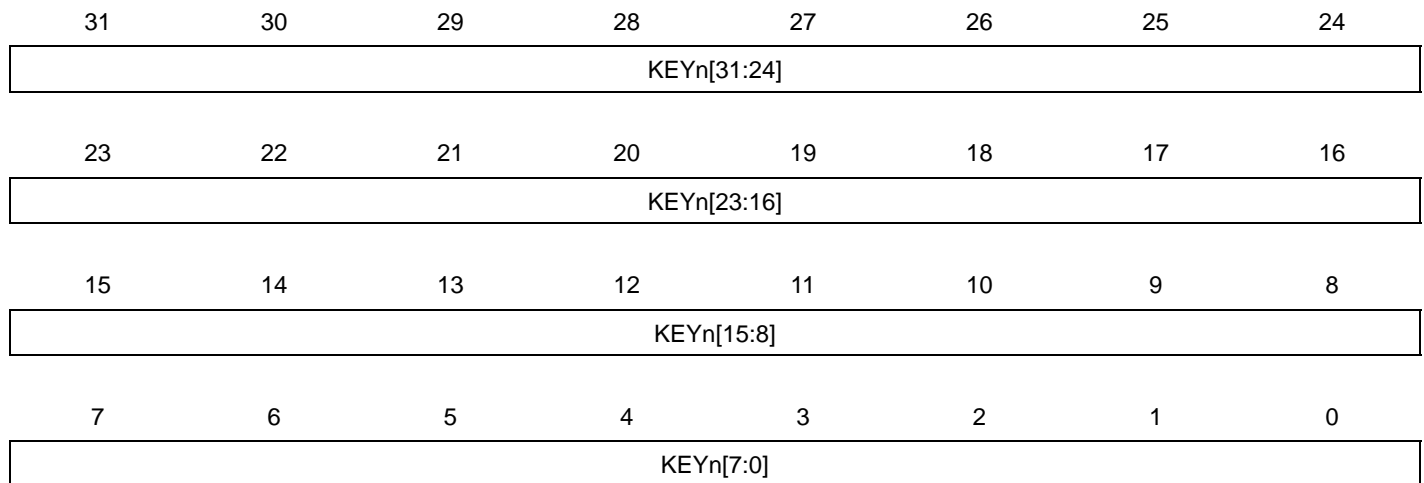 31 30 29 28 27 26 25 24
KEYn[31:24]
23 22 21 20 19 18 17 16
KEYn[23:16]
15 14 13 12 11 10 9 8
KEYn[15:8]
7 6 5 4 3 2 1 0
KEYn[7:0]